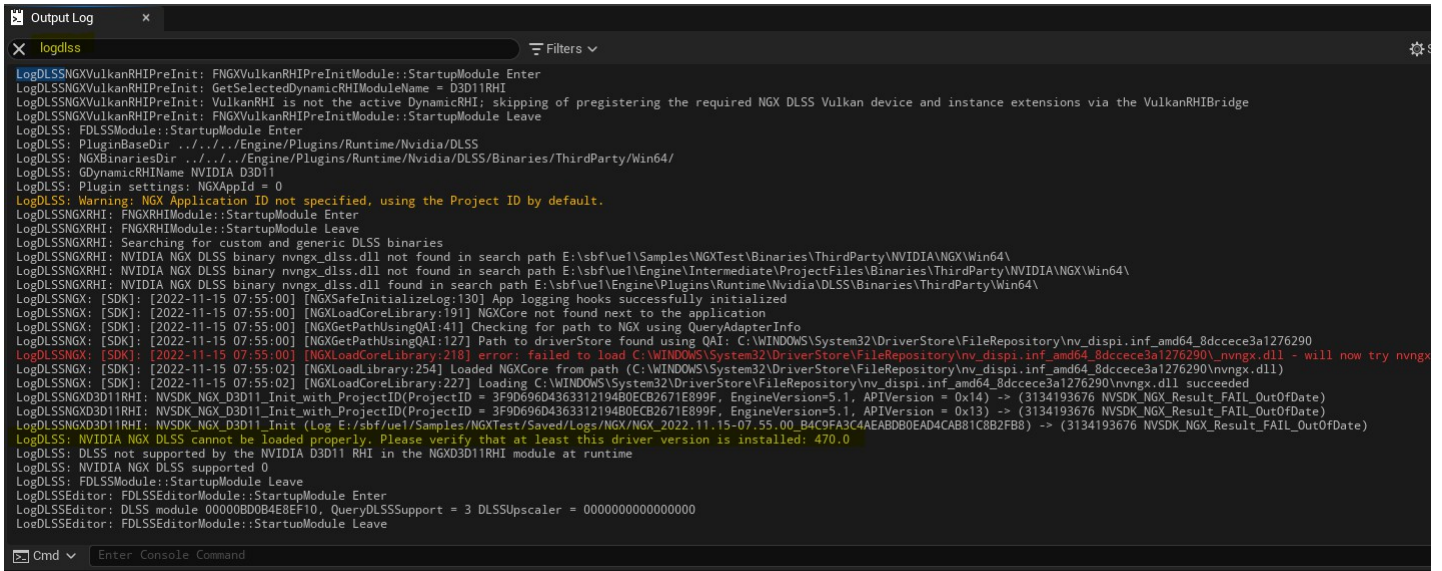 Output Log ×
logdlss Filters S
LogDLSSNGXVulkanRHIPreInit: FNGXVulkanRHIPreInitModule::StartupModule Enter
LogDLSSNGXVulkanRHIPreInit: GetSelectedDynamicRHIModuleName = D3D11RHI
LogDLSSNGXVulkanRHIPreInit: VulkanRHI is not the active DynamicRHI; skipping of pregistering the required NGX DLSS Vulkan device and instance extensions via the VulkanRHIBridge
LogDLSSNGXVulkanRHIPreInit: FNGXVulkanRHIPreInitModule::StartupModule Leave
LogDLSS: FDLSSModule::StartupModule Enter
LogDLSS: PluginBaseDir ../../../Engine/Plugins/Runtime/Nvidia/DLSS
LogDLSS: NGXBinariesDir ../../../Engine/Plugins/Runtime/Nvidia/DLSS/Binaries/ThirdParty/Win64/
LogDLSS: GDynamicRHIName NVIDIA D3D11
LogDLSS: Plugin settings: NGXAppId = 0
LogDLSS: Warning: NGX Application ID not specified, using the Project ID by default.
LogDLSSNGXRHI: FNGXRHIModule::StartupModule Enter
LogDLSSNGXRHI: FNGXRHIModule::StartupModule Leave
LogDLSSNGXRHI: Searching for custom and generic DLSS binaries
LogDLSSNGXRHI: NVIDIA NGX DLSS binary nvngx_dlss.dll not found in search path E:\sbf\ue1\Samples\NGXTest\Binaries\ThirdParty\NVIDIA\NGX\Win64\
LogDLSSNGXRHI: NVIDIA NGX DLSS binary nvngx_dlss.dll not found in search path E:\sbf\ue1\Engine\Intermediate\ProjectFiles\Binaries\ThirdParty\NVIDIA\NGX\Win64\
LogDLSSNGXRHI: NVIDIA NGX DLSS binary nvngx_dlss.dll found in search path E:\sbf\ue1\Engine\Plugins\Runtime\Nvidia\DLSS\Binaries\ThirdParty\Win64\
LogDLSSNGX: [SDK]: [2022-11-15 07:55:00] [NGXSafeInitializeLog:130] App logging hooks successfully initialized
LogDLSSNGX: [SDK]: [2022-11-15 07:55:00] [NGXLoadCoreLibrary:191] NGXCore not found next to the application
LogDLSSNGX: [SDK]: [2022-11-15 07:55:00] [NGXGetPathUsingQAI:41] Checking for path to NGX using QueryAdapterInfo
LogDLSSNGX: [SDK]: [2022-11-15 07:55:00] [NGXGetPathUsingQAI:127] Path to driverStore found using QAI: C:\WINDOWS\System32\DriverStore\FileRepository\nv_dispi.inf_amd64_8dccece3a1276290
LogDLSSNGX: [SDK]: [2022-11-15 07:55:00] [NGXLoadCoreLibrary:218] error: failed to load C:\WINDOWS\System32\DriverStore\FileRepository\nv_dispi.inf_amd64_8dccece3a1276290\_nvngx.dll - will now try nvngx
LogDLSSNGX: [SDK]: [2022-11-15 07:55:02] [NGXLoadLibrary:254] Loaded NGXCore from path (C:\WINDOWS\System32\DriverStore\FileRepository\nv_dispi.inf_amd64_8dccece3a1276290\nvngx.dll)
LogDLSSNGX: [SDK]: [2022-11-15 07:55:02] [NGXLoadCoreLibrary:227] Loading C:\WINDOWS\System32\DriverStore\FileRepository\nv_dispi.inf_amd64_8dccece3a1276290\nvngx.dll succeeded
LogDLSSNGXD3D11RHI: NVSDK_NGX_D3D11_Init_with_ProjectID(ProjectID = 3F9D696D4363312194B0ECB2671E899F, EngineVersion=5.1, APIVersion = 0x14) -> (3134193676 NVSDK_NGX_Result_FAIL_OutOfDate)
LogDLSSNGXD3D11RHI: NVSDK_NGX_D3D11_Init_with_ProjectID(ProjectID = 3F9D696D4363312194B0ECB2671E899F, EngineVersion=5.1, APIVersion = 0x13) -> (3134193676 NVSDK_NGX_Result_FAIL_OutOfDate)
LogDLSSNGXD3D11RHI: NVSDK_NGX_D3D11_Init (Log E:/sbf/ue1/Samples/NGXTest/Saved/Logs/NGX/NGX_2022.11.15-07.55.00_B4C9FA3C4AEABDB0EAD4CAB81C8B2FB8) -> (3134193676 NVSDK_NGX_Result_FAIL_OutOfDate)
LogDLSS: NVIDIA NGX DLSS cannot be loaded properly. Please verify that at least this driver version is installed: 470.0
LogDLSS: DLSS not supported by the NVIDIA D3D11 RHI in the NGXD3D11RHI module at runtime
LogDLSS: NVIDIA NGX DLSS supported 0
LogDLSS: FDLSSModule::StartupModule Leave
LogDLSSEditor: FDLSSEditorModule::StartupModule Enter
LogDLSSEditor: DLSS module 00000BD0B4E8EF10, QueryDLSSSupport = 3 DLSSUpscaler = 0000000000000000
LogDLSSEditor: FDLSSEditorModule::StartupModule Leave
Cmd Enter Console Command